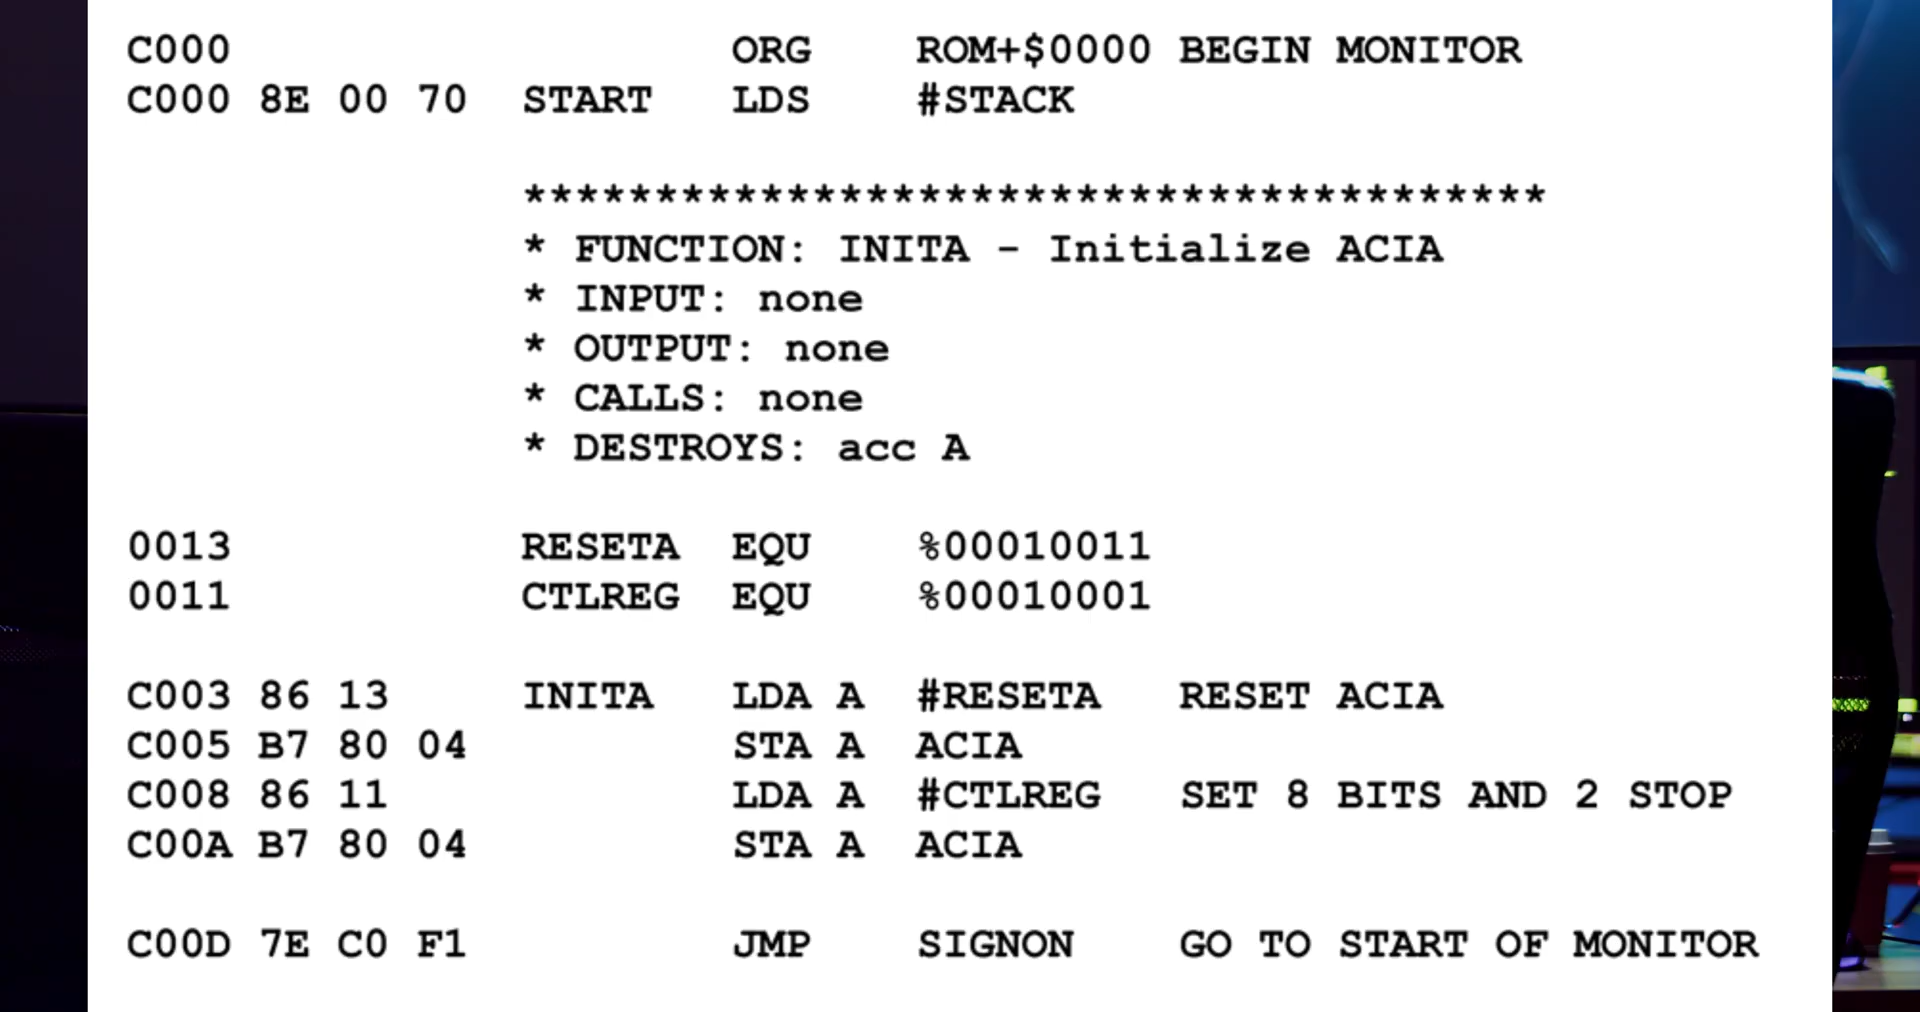 C000 ORG ROM+$0000 BEGIN MONITOR
C000 8E 00 70 START LDS #STACK
***************************************
* FUNCTION: INITA - Initialize ACIA
* INPUT: none
* OUTPUT: none
* CALLS: none
* DESTROYS: acc A
0013 RESETA EQU %00010011
0011 CTLREG EQU %00010001
C003 86 13 INITA LDA A #RESETA RESET ACIA
C005 B7 80 04 STA A ACIA
C008 86 11 LDA A #CTLREG SET 8 BITS AND 2 STOP
C00A B7 80 04 STA A ACIA
C00D 7E C0 F1 JMP SIGNON GO TO START OF MONITOR